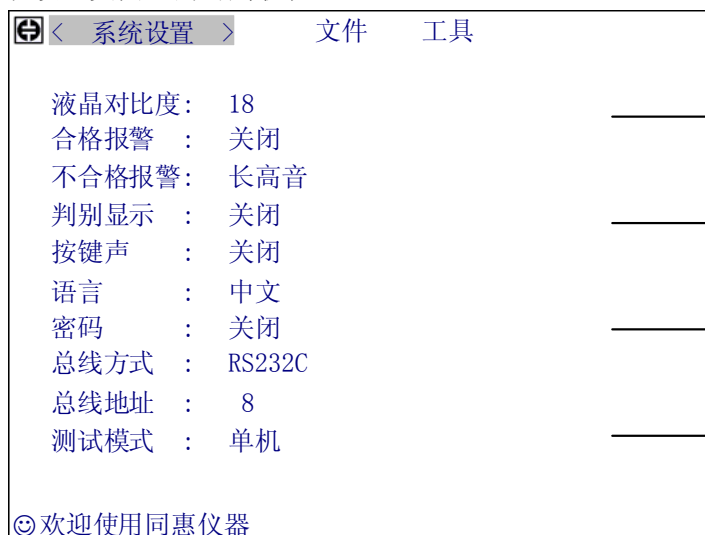 < 系统设置 > 文件 工具
液晶对比度: 18
合格报警 : 关闭
不合格报警: 长高音
判别显示 : 关闭
按键声 : 关闭
语言 : 中文
密码 : 关闭
总线方式 : RS232C
总线地址 : 8
测试模式 : 单机
☺欢迎使用同惠仪器